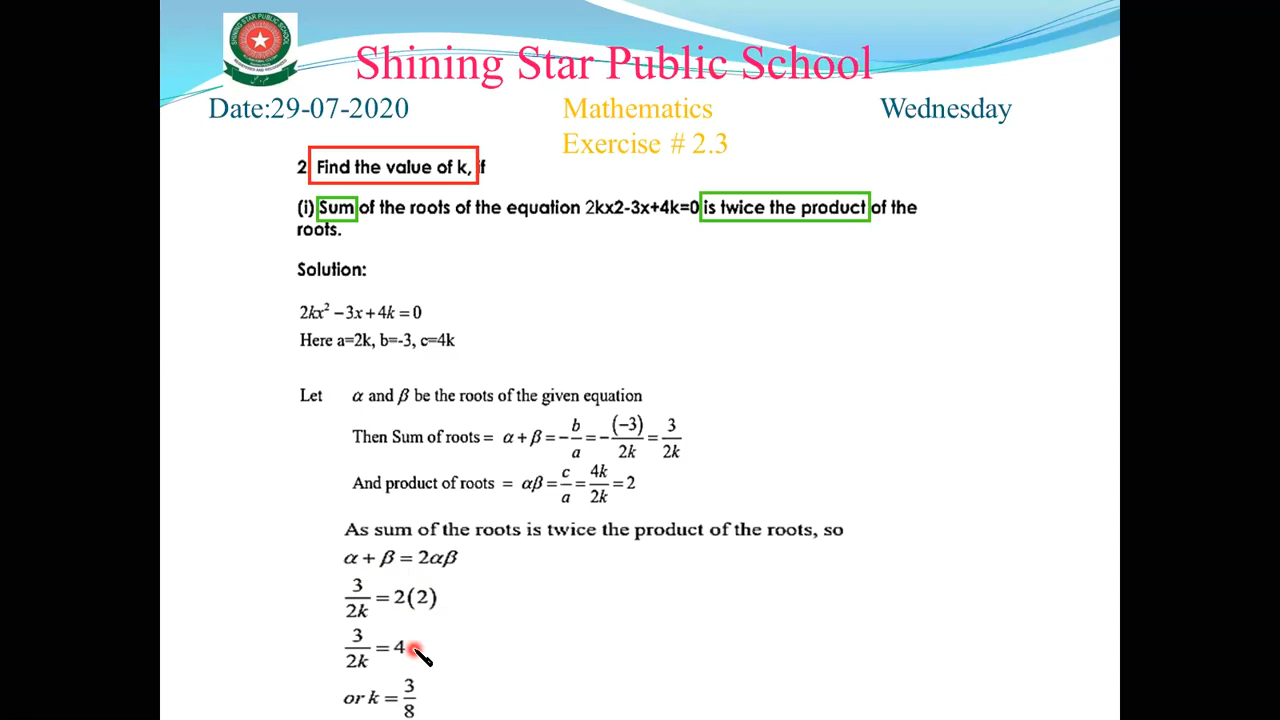 SHINING STAR PUBLIC SCHOOL
Shining Star Public School
Date:29-07-2020 Mathematics Wednesday
Exercise # 2.3
2 Find the value of k, if
(i) Sum of the roots of the equation 2kx2-3x+4k=0 is twice the product of the
roots.
Solution:
2kx² − 3x + 4k = 0
Here a=2k, b=-3, c=4k
Let α and β be the roots of the given equation
Then Sum of roots = α + β = −b/a = −(−3)/2k = 3/2k
And product of roots = αβ = c/a = 4k/2k = 2
As sum of the roots is twice the product of the roots, so
α + β = 2αβ
3/2k = 2(2)
3/2k = 4
or k = 3/8